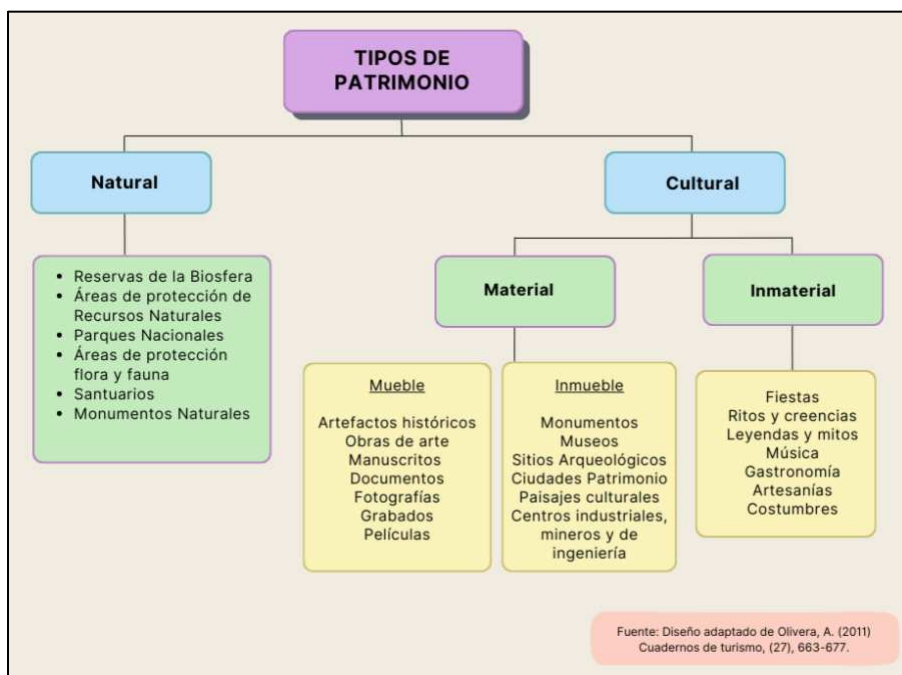 TIPOS DE
PATRIMONIO
Natural
Cultural
Reservas de la Biosfera
Áreas de protección de
Recursos Naturales
Parques Nacionales
Áreas de protección
flora y fauna
Santuarios
Monumentos Naturales
Material
Inmaterial
Mueble
Artefactos históricos
Obras de arte
Manuscritos
Documentos
Fotografías
Grabados
Películas
Inmueble
Monumentos
Museos
Sitios Arqueológicos
Ciudades Patrimonio
Paisajes culturales
Centros industriales,
mineros y de
ingeniería
Fiestas
Ritos y creencias
Leyendas y mitos
Música
Gastronomía
Artesanías
Costumbres
Fuente: Diseño adaptado de Olivera, A. (2011)
Cuadernos de turismo, (27), 663-677.